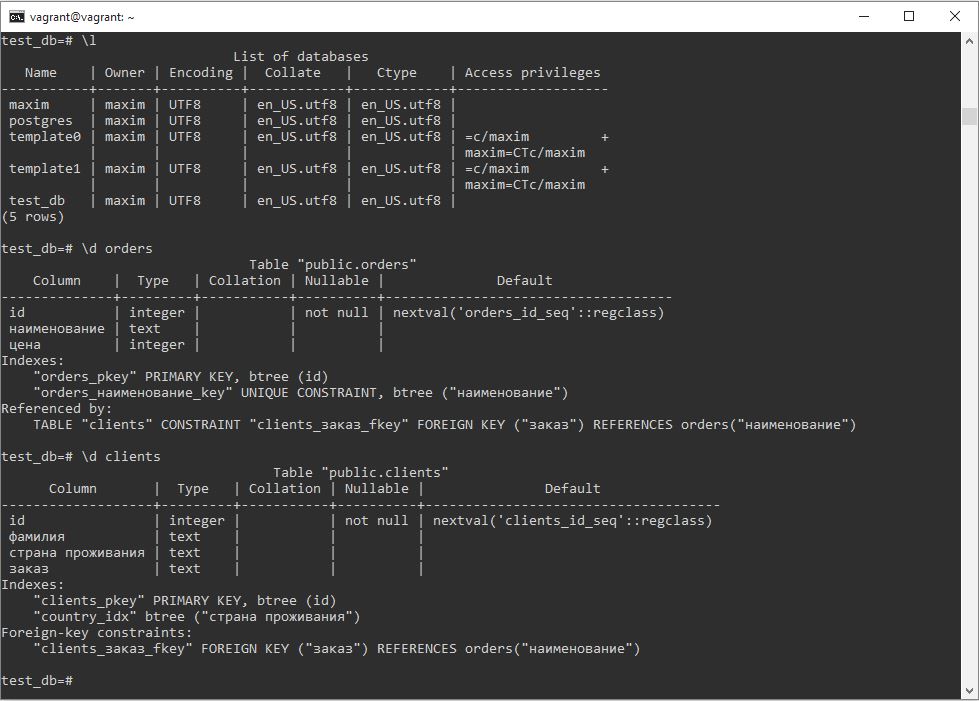 vagrant@vagrant: ~
test_db=# \l
                             List of databases
   Name    | Owner | Encoding |  Collate   |   Ctype    | Access privileges
-----------+-------+----------+------------+------------+-------------------
 maxim     | maxim | UTF8     | en_US.utf8 | en_US.utf8 |
 postgres  | maxim | UTF8     | en_US.utf8 | en_US.utf8 |
 template0 | maxim | UTF8     | en_US.utf8 | en_US.utf8 | =c/maxim         +
           |       |          |            |            | maxim=CTc/maxim
 template1 | maxim | UTF8     | en_US.utf8 | en_US.utf8 | =c/maxim         +
           |       |          |            |            | maxim=CTc/maxim
 test_db   | maxim | UTF8     | en_US.utf8 | en_US.utf8 |
(5 rows)

test_db=# \d orders
                               Table "public.orders"
    Column    |  Type   | Collation | Nullable |              Default
--------------+---------+-----------+----------+------------------------------------
 id           | integer |           | not null | nextval('orders_id_seq'::regclass)
 наименование | text    |           |          |
 цена         | integer |           |          |
Indexes:
    "orders_pkey" PRIMARY KEY, btree (id)
    "orders_наименование_key" UNIQUE CONSTRAINT, btree ("наименование")
Referenced by:
    TABLE "clients" CONSTRAINT "clients_заказ_fkey" FOREIGN KEY ("заказ") REFERENCES orders("наименование")

test_db=# \d clients
                                  Table "public.clients"
      Column       |  Type   | Collation | Nullable |               Default
-------------------+---------+-----------+----------+-------------------------------------
 id                | integer |           | not null | nextval('clients_id_seq'::regclass)
 фамилия           | text    |           |          |
 страна проживания | text    |           |          |
 заказ             | text    |           |          |
Indexes:
    "clients_pkey" PRIMARY KEY, btree (id)
    "country_idx" btree ("страна проживания")
Foreign-key constraints:
    "clients_заказ_fkey" FOREIGN KEY ("заказ") REFERENCES orders("наименование")

test_db=#